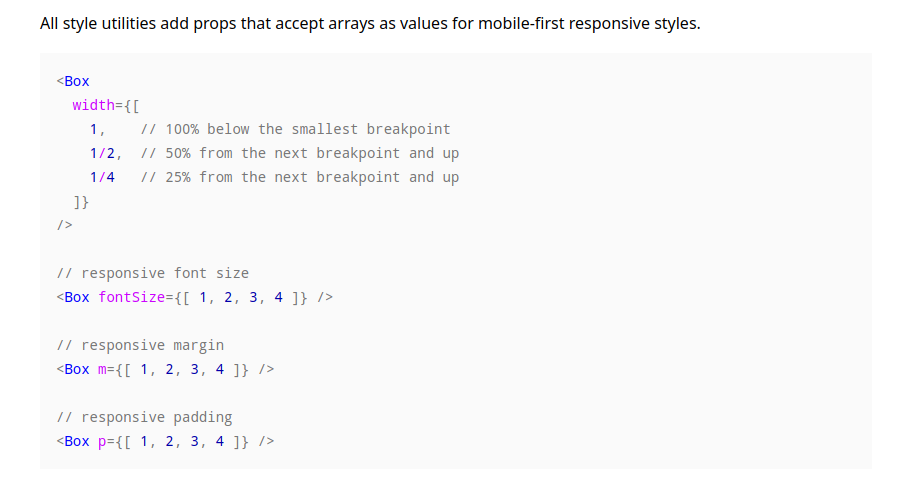 All style utilities add props that accept arrays as values for mobile-first responsive styles.
<Box
  width={[
    1,    // 100% below the smallest breakpoint
    1/2,  // 50% from the next breakpoint and up
    1/4   // 25% from the next breakpoint and up
  ]}
/>
// responsive font size
<Box fontSize={[ 1, 2, 3, 4 ]} />
// responsive margin
<Box m={[ 1, 2, 3, 4 ]} />
// responsive padding
<Box p={[ 1, 2, 3, 4 ]} />